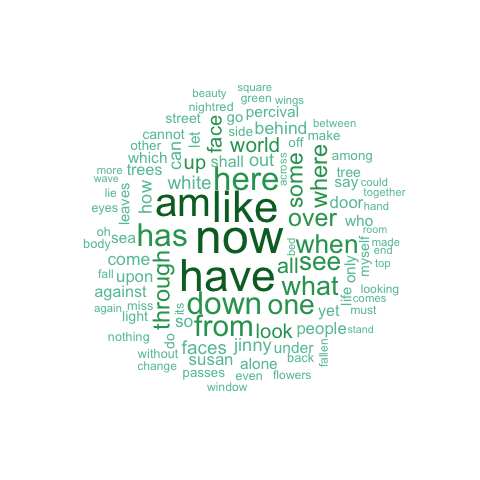 square
beauty
green wings
nightred
street go percival
between
cannot let face side behind off make
other world
which can up shall out some where among
trees
more white here across tree say could
wave together
lie leaves how am like over door hand
eyes who
oh has now when room
body sea bed made
come through have all see myself end
fall upon what only top
against down one life looking
again miss its comes
light so from look people yet must
nothing do stand
faces jinny under
without susan alone back fallen
change passes even flowers
window